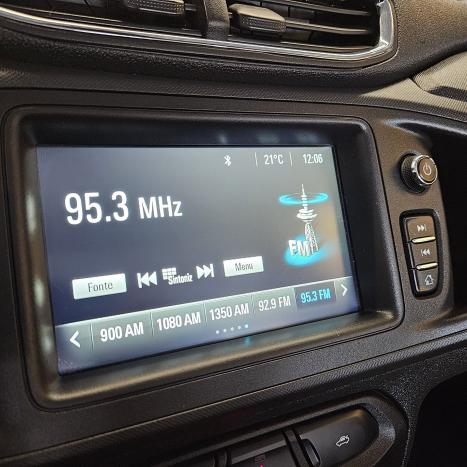 21°C 12:06
95.3 MHz
FM
Fonte Sintoniz Menu
900 AM 1080 AM 1350 AM 92.9 FM 95.3 FM